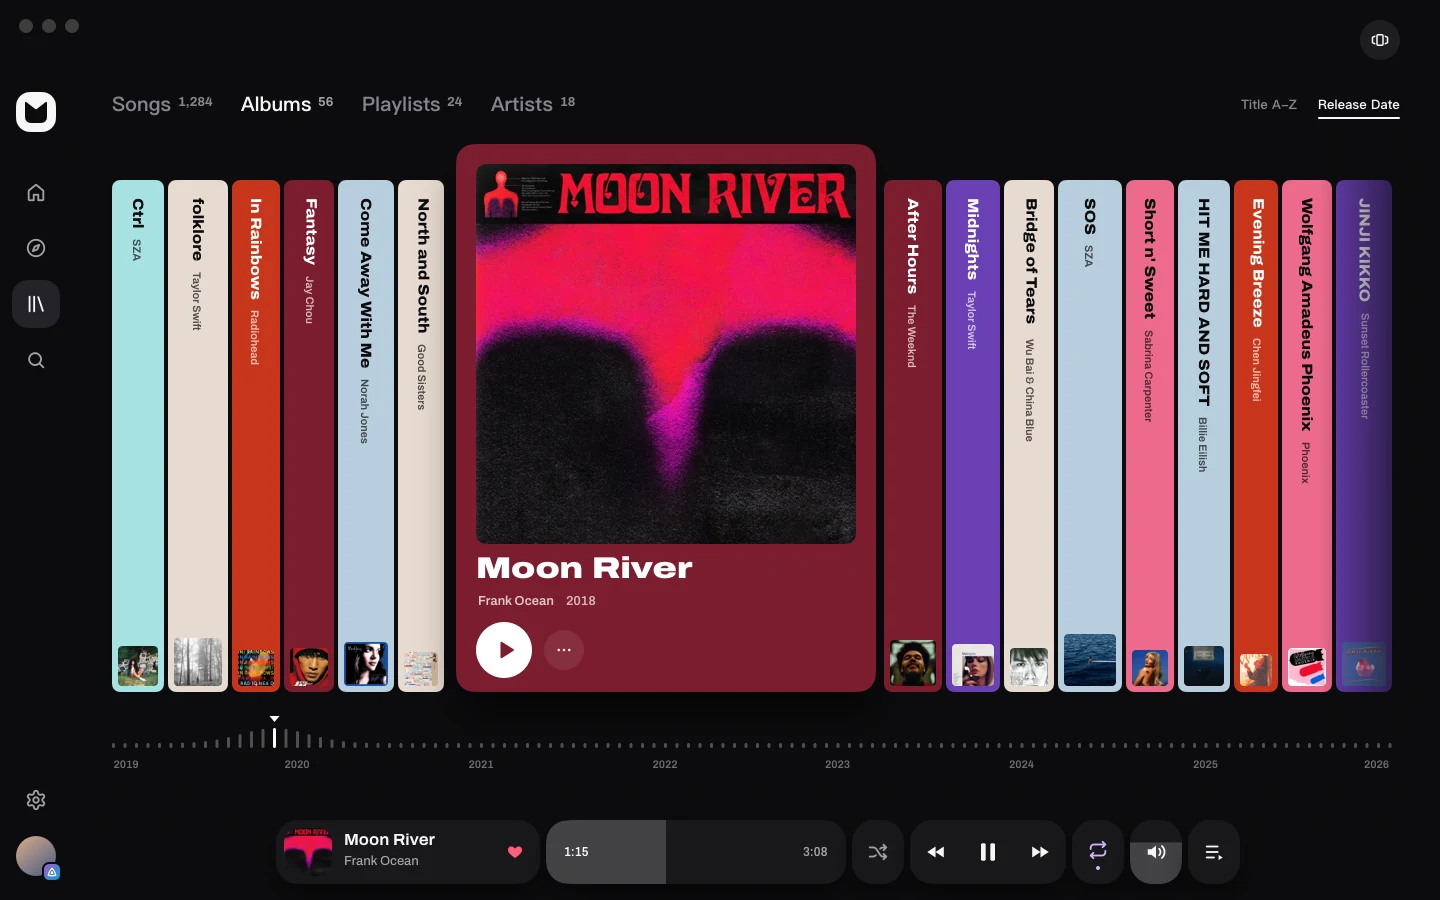 Songs 1,284
Albums 56
Playlists 24
Artists 18
Title A–Z
Release Date
Ctrl SZA
folklore Taylor Swift
In Rainbows Radiohead
Fantasy Jay Chou
Come Away With Me Norah Jones
North and South Good Sisters
MOON RIVER
Moon River
Frank Ocean 2018
After Hours The Weeknd
Midnights Taylor Swift
Bridge of Tears Wu Bai & China Blue
SOS SZA
Short n' Sweet Sabrina Carpenter
HIT ME HARD AND SOFT Billie Eilish
Evening Breeze Chen Jingfei
Wolfgang Amadeus Phoenix Phoenix
JINJI KIKKO Sunset Rollercoaster
2019
2020
2021
2022
2023
2024
2025
2026
Moon River
Frank Ocean
1:15
3:08